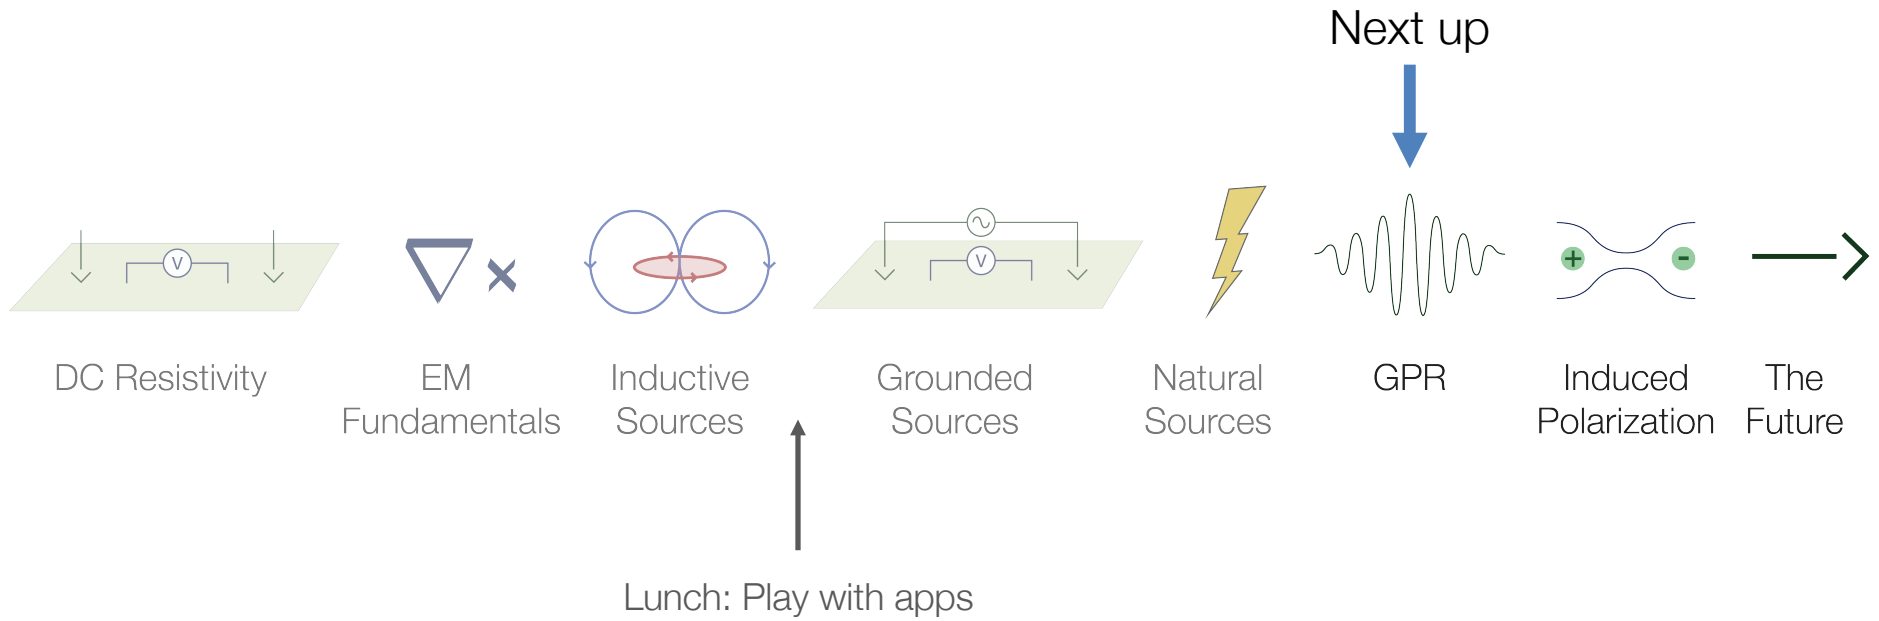 Next up
V
V
+
-
DC Resistivity
EM
Fundamentals
Inductive
Sources
Grounded
Sources
Natural
Sources
GPR
Induced
Polarization
The
Future
Lunch: Play with apps